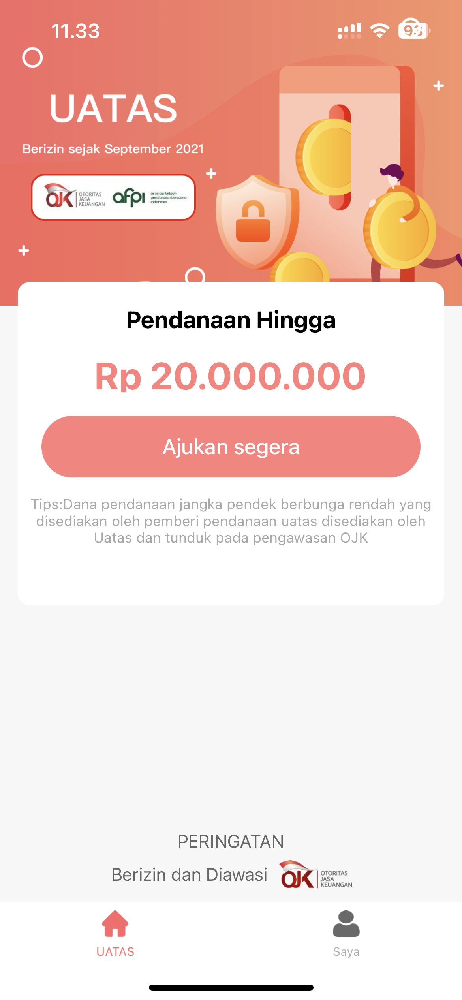 11.33
93
UATAS
Berizin sejak September 2021
OJK OTORITAS JASA KEUANGAN
afpi asosiasi fintech pendanaan bersama indonesia
Pendanaan Hingga
Rp 20.000.000
Ajukan segera
Tips:Dana pendanaan jangka pendek berbunga rendah yang
disediakan oleh pemberi pendanaan uatas disediakan oleh
Uatas dan tunduk pada pengawasan OJK
PERINGATAN
Berizin dan Diawasi OJK OTORITAS JASA KEUANGAN
UATAS
Saya